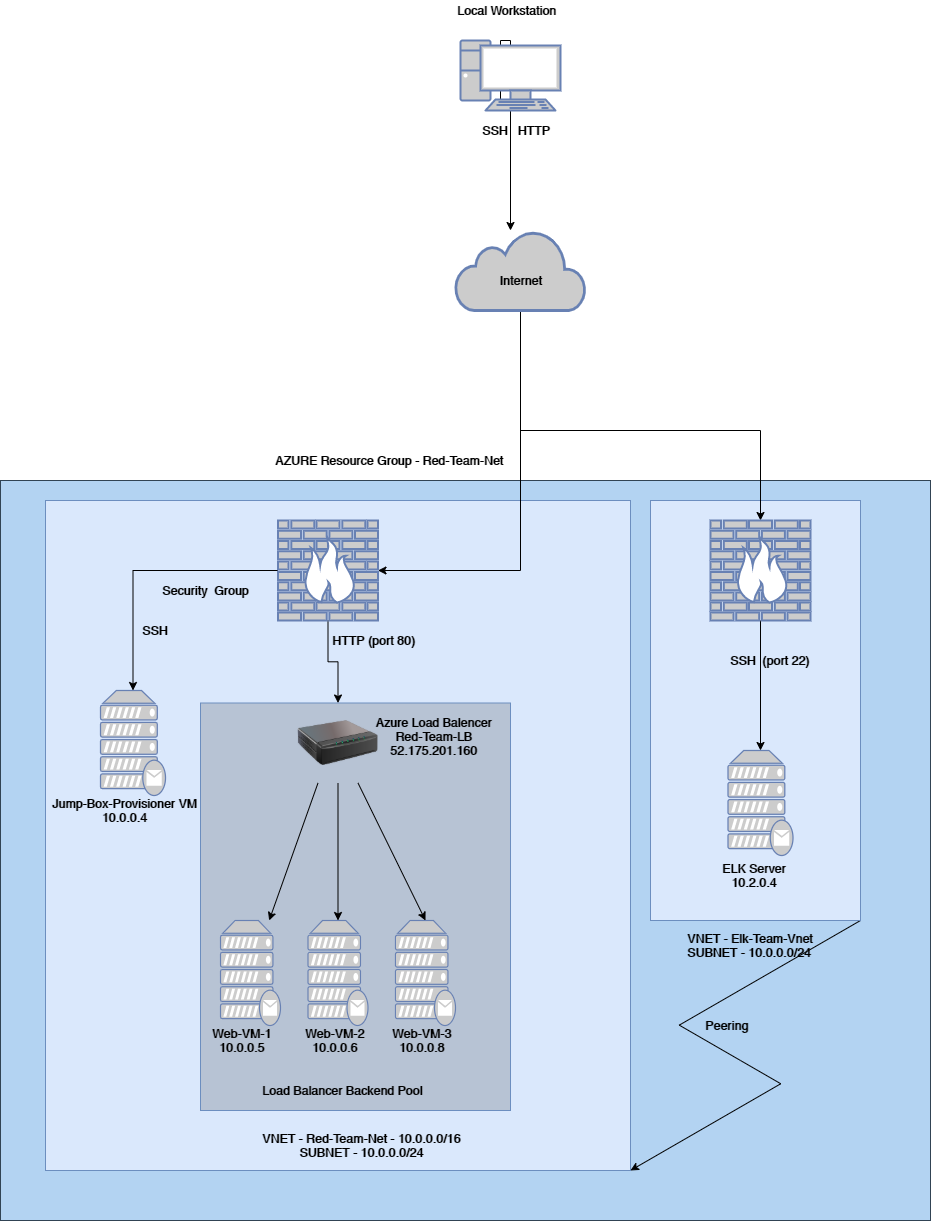 Local Workstation
SSH HTTP
Internet
AZURE Resource Group - Red-Team-Net
Security Group
SSH
HTTP (port 80)
SSH (port 22)
Azure Load Balencer
Red-Team-LB
52.175.201.160
Jump-Box-Provisioner VM
10.0.0.4
ELK Server
10.2.0.4
VNET - Elk-Team-Vnet
SUBNET - 10.0.0.0/24
Web-VM-1
10.0.0.5
Web-VM-2
10.0.0.6
Web-VM-3
10.0.0.8
Peering
Load Balancer Backend Pool
VNET - Red-Team-Net - 10.0.0.0/16
SUBNET - 10.0.0.0/24